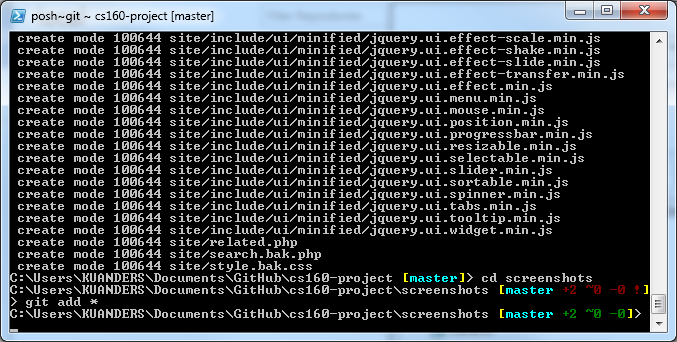 posh~git ~ cs160-project [master]
create mode 100644 site/include/ui/minified/jquery.ui.effect-scale.min.js
create mode 100644 site/include/ui/minified/jquery.ui.effect-shake.min.js
create mode 100644 site/include/ui/minified/jquery.ui.effect-slide.min.js
create mode 100644 site/include/ui/minified/jquery.ui.effect-transfer.min.js
create mode 100644 site/include/ui/minified/jquery.ui.effect.min.js
create mode 100644 site/include/ui/minified/jquery.ui.menu.min.js
create mode 100644 site/include/ui/minified/jquery.ui.mouse.min.js
create mode 100644 site/include/ui/minified/jquery.ui.position.min.js
create mode 100644 site/include/ui/minified/jquery.ui.progressbar.min.js
create mode 100644 site/include/ui/minified/jquery.ui.resizable.min.js
create mode 100644 site/include/ui/minified/jquery.ui.selectable.min.js
create mode 100644 site/include/ui/minified/jquery.ui.slider.min.js
create mode 100644 site/include/ui/minified/jquery.ui.sortable.min.js
create mode 100644 site/include/ui/minified/jquery.ui.spinner.min.js
create mode 100644 site/include/ui/minified/jquery.ui.tabs.min.js
create mode 100644 site/include/ui/minified/jquery.ui.tooltip.min.js
create mode 100644 site/include/ui/minified/jquery.ui.widget.min.js
create mode 100644 site/related.php
create mode 100644 site/search.bak.php
create mode 100644 site/style.bak.css
C:\Users\KUANDERS\Documents\GitHub\cs160-project [master]> cd screenshots
C:\Users\KUANDERS\Documents\GitHub\cs160-project\screenshots [master +2 ~0 -0 !]
> git add *
C:\Users\KUANDERS\Documents\GitHub\cs160-project\screenshots [master +2 ~0 -0]>